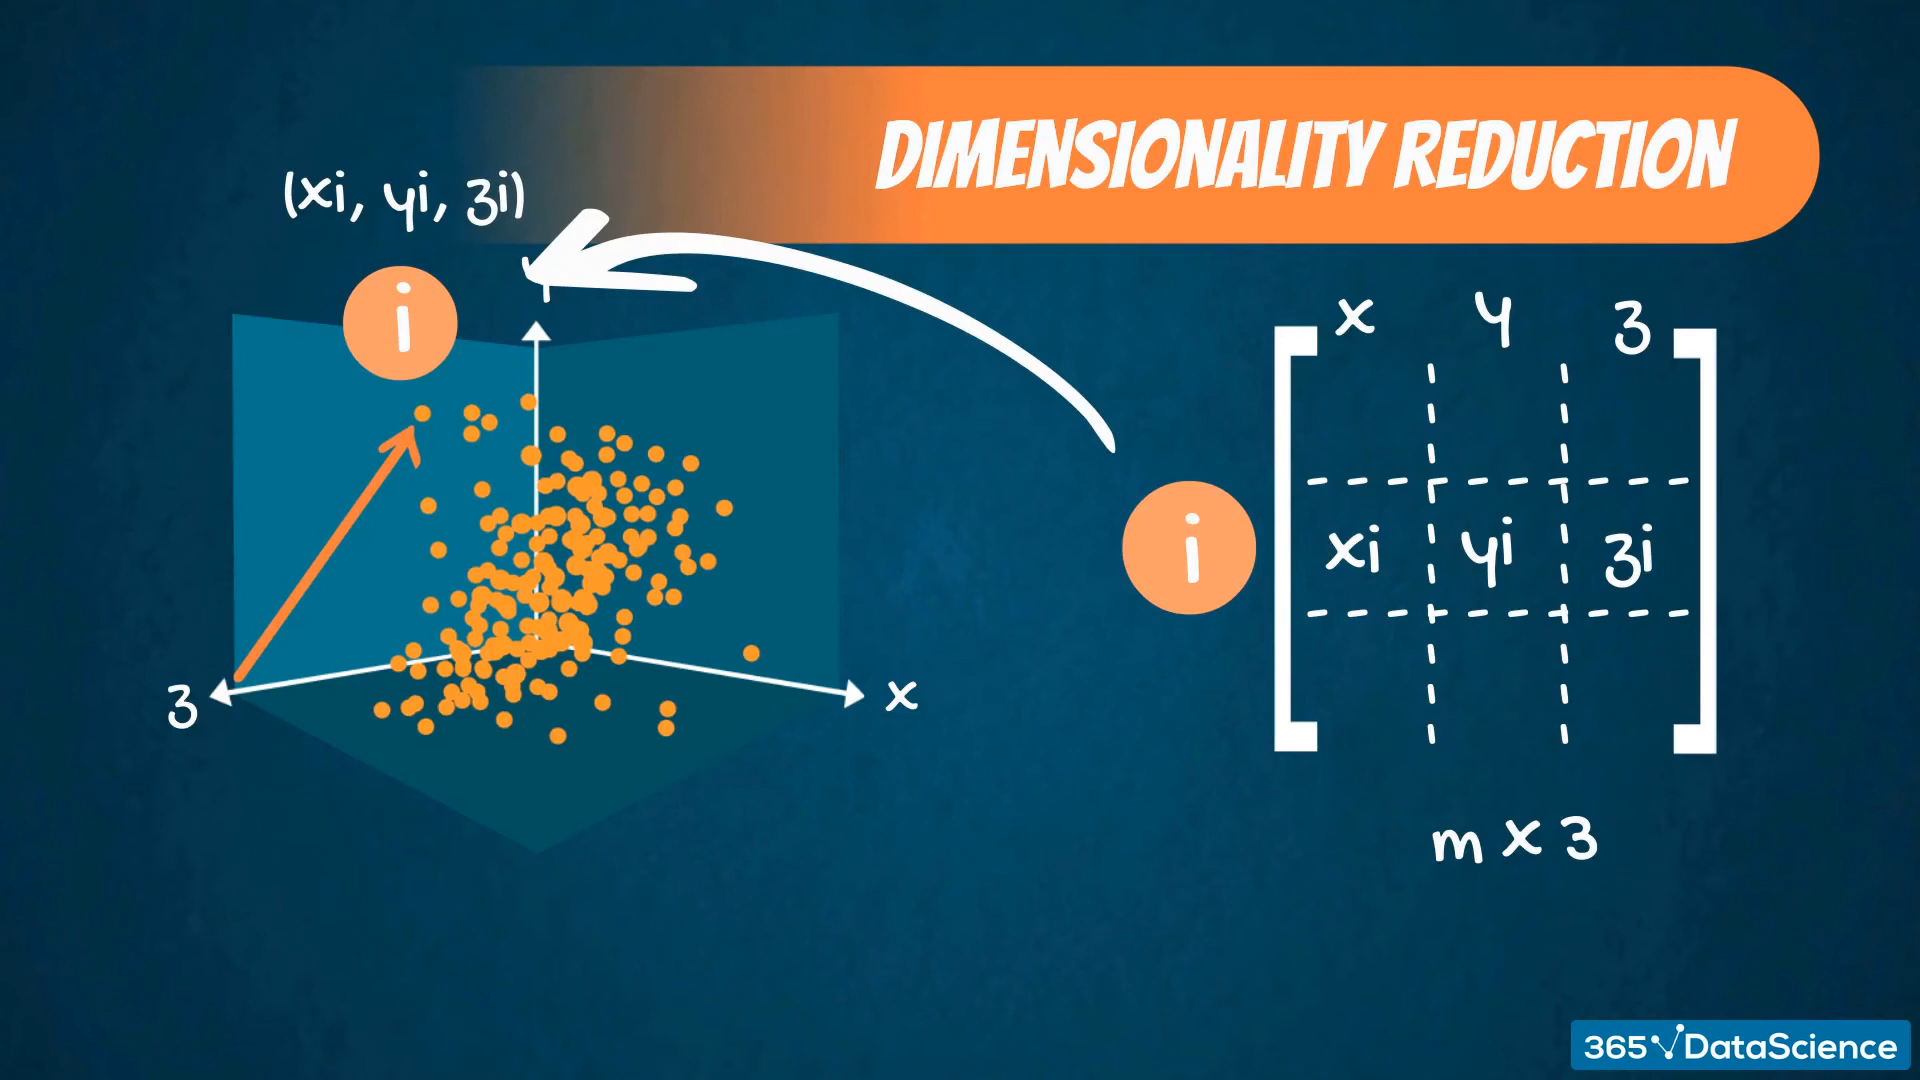 DIMENSIONALITY REDUCTION
(xi, yi, zi)
i
x y z
i
xi yi zi
z
x
m x 3
365 DataScience